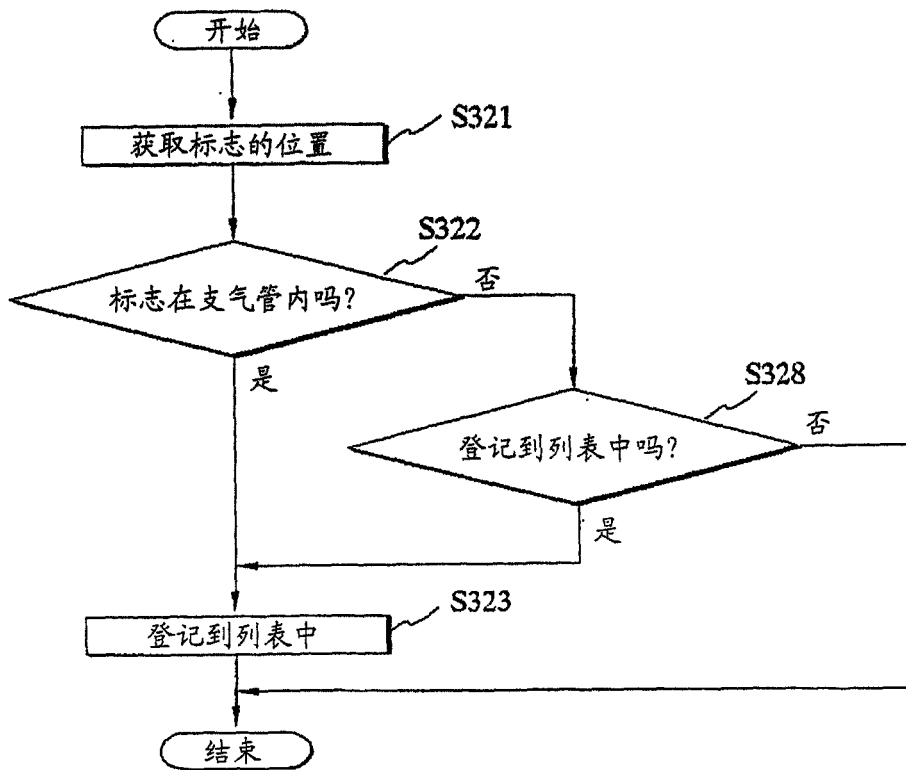 开始
S321
获取标志的位置
S322
标志在支气管内吗?
否
是
S328
登记到列表中吗?
否
是
S323
登记到列表中
结束